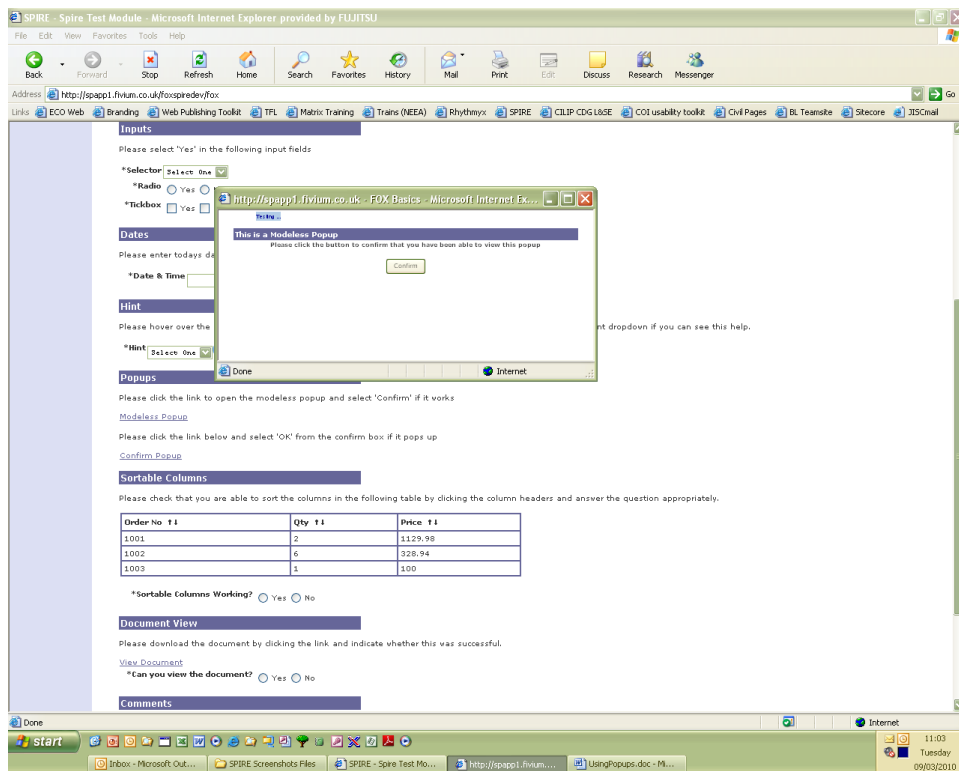 SPIRE - Spire Test Module - Microsoft Internet Explorer provided by FUJITSU
File Edit View Favorites Tools Help
Back Forward Stop Refresh Home Search Favorites History Mail Print Edit Discuss Research Messenger
Address http://spapp1.fivium.co.uk/foxspiredev/fox Go
Links ECO Web Branding Web Publishing Toolkit TFL Matrix Training Trains (NEEA) Rhythmyx SPIRE CILIP CDG L&SE COI usability toolkit Civil Pages BL Teamsite Sitecore JISCmail
Inputs
Please select 'Yes' in the following input fields
*Selector Select One
*Radio Yes
*Tickbox Yes
http://spapp1.fivium.co.uk - FOX Basics - Microsoft Internet Ex...
Testing ...
This is a Modeless Popup
Please click the button to confirm that you have been able to view this popup
Confirm
Done Internet
Dates
Please enter todays da
*Date & Time
Hint
Please hover over the nt dropdown if you can see this help.
*Hint Select One
Popups
Please click the link to open the modeless popup and select 'Confirm' if it works
Modeless Popup
Please click the link below and select 'OK' from the confirm box if it pops up
Confirm Popup
Sortable Columns
Please check that you are able to sort the columns in the following table by clicking the column headers and answer the question appropriately.
Order No ↑↓ Qty ↑↓ Price ↑↓
1001 2 1129.98
1002 6 328.94
1003 1 100
*Sortable Columns Working? Yes No
Document View
Please download the document by clicking the link and indicate whether this was successful.
View Document
*Can you view the document? Yes No
Comments
Done Internet
start 11:03
Tuesday
Inbox - Microsoft Out... SPIRE Screenshots Files SPIRE - Spire Test Mo... http://spapp1.fivium.... UsingPopups.doc - Mi... 09/03/2010